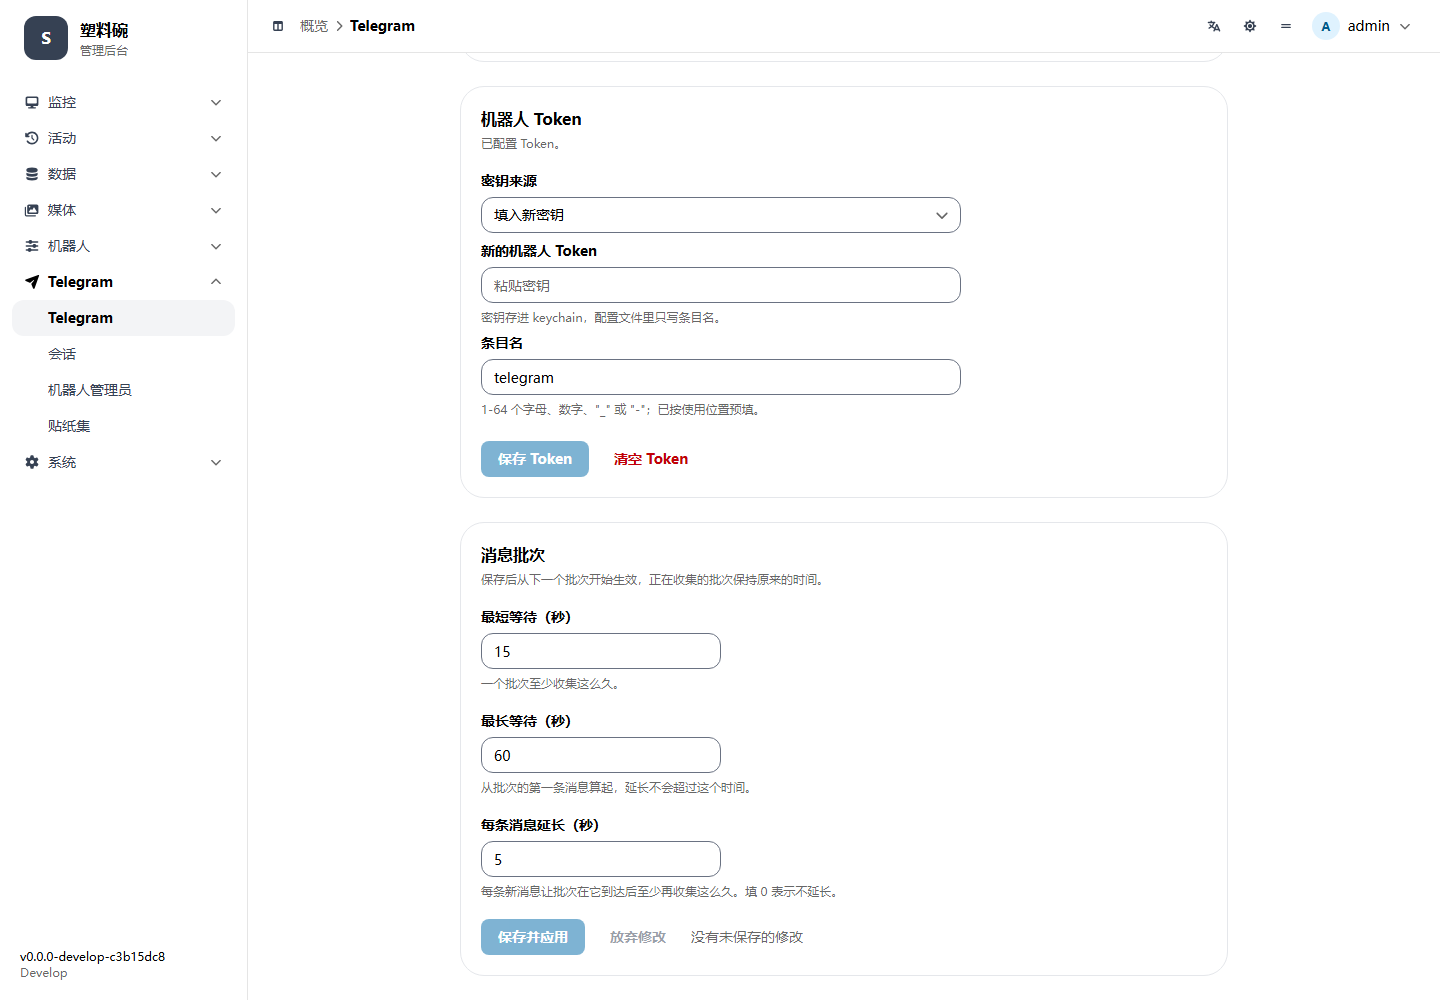 S
塑料碗
管理后台
监控
活动
数据
媒体
机器人
Telegram
Telegram
会话
机器人管理员
贴纸集
系统
v0.0.0-develop-c3b15dc8
Develop
概览
Telegram
A
admin
机器人 Token
已配置 Token。
密钥来源
填入新密钥
新的机器人 Token
粘贴密钥
密钥存进 keychain，配置文件里只写条目名。
条目名
telegram
1-64 个字母、数字、"_" 或 "-"；已按使用位置预填。
保存 Token
清空 Token
消息批次
保存后从下一个批次开始生效，正在收集的批次保持原来的时间。
最短等待（秒）
15
一个批次至少收集这么久。
最长等待（秒）
60
从批次的第一条消息算起，延长不会超过这个时间。
每条消息延长（秒）
5
每条新消息让批次在它到达后至少再收集这么久。填 0 表示不延长。
保存并应用
放弃修改
没有未保存的修改